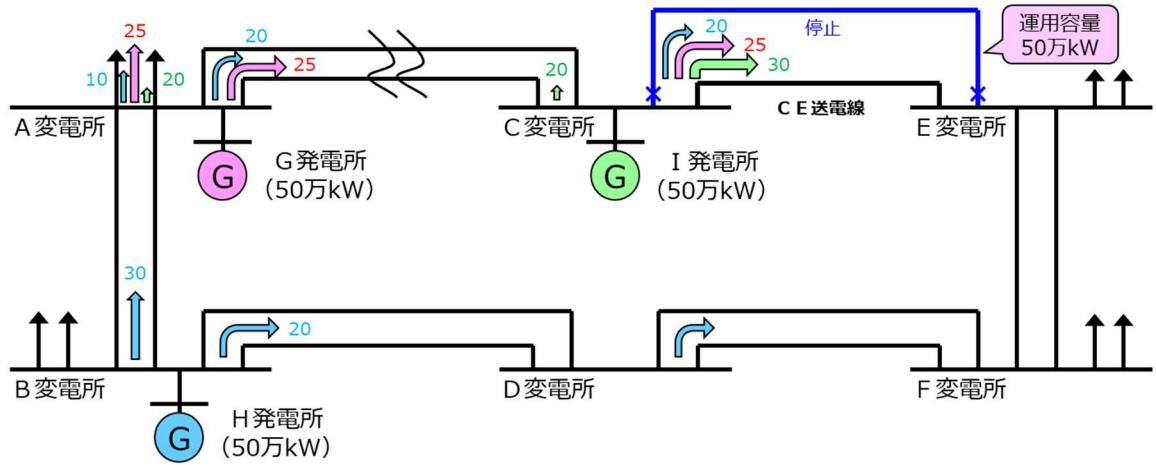 25
10
20
20
25
20
20
25
30
停止
運用容量
50万kW
A変電所
C変電所
CE送電線
E変電所
G
G発電所
(50万kW)
G
I発電所
(50万kW)
30
20
B変電所
D変電所
F変電所
G
H発電所
(50万kW)